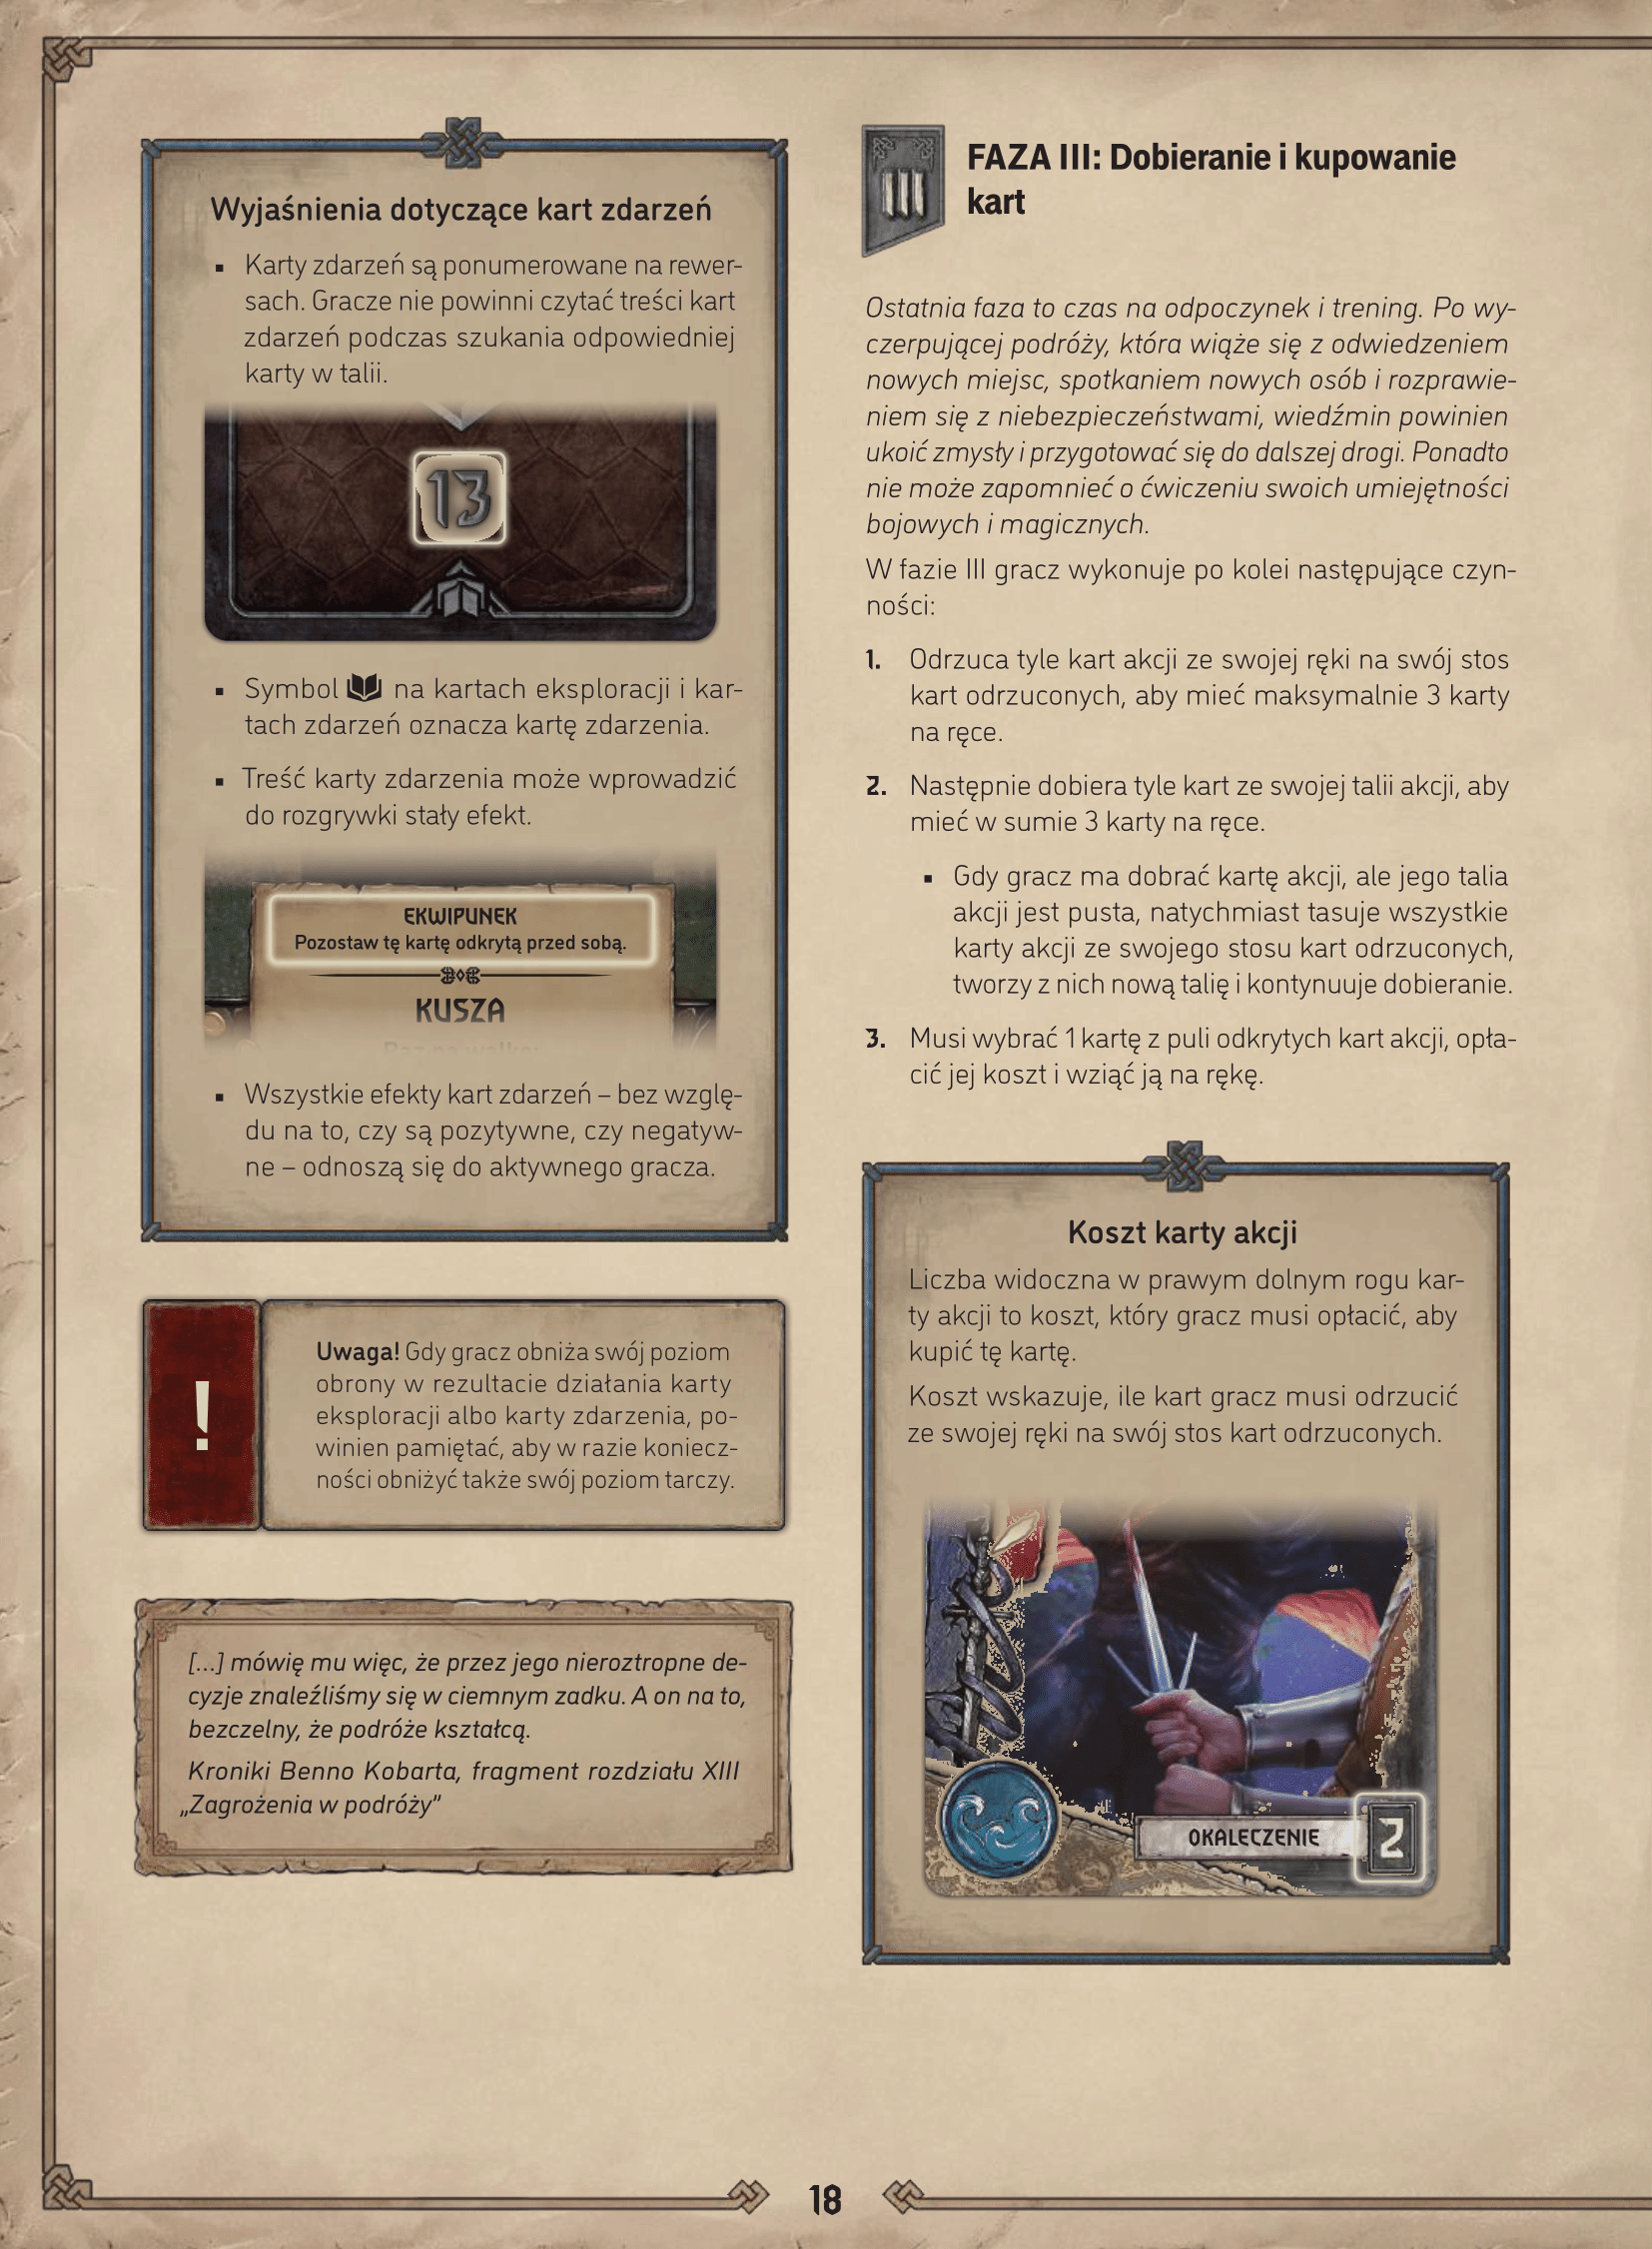 Wyjaśnienia dotyczące kart zdarzeń
▪ Karty zdarzeń są ponumerowane na rewer-
sach. Gracze nie powinni czytać treści kart
zdarzeń podczas szukania odpowiedniej
karty w talii.
13
▪ Symbol na kartach eksploracji i kar-
tach zdarzeń oznacza kartę zdarzenia.
▪ Treść karty zdarzenia może wprowadzić
do rozgrywki stały efekt.
EKWIPUNEK
Pozostaw tę kartę odkrytą przed sobą.
KUSZA
▪ Wszystkie efekty kart zdarzeń – bez wzglę-
du na to, czy są pozytywne, czy negatyw-
ne – odnoszą się do aktywnego gracza.
!
Uwaga! Gdy gracz obniża swój poziom
obrony w rezultacie działania karty
eksploracji albo karty zdarzenia, po-
winien pamiętać, aby w razie koniecz-
ności obniżyć także swój poziom tarczy.
[...] mówię mu więc, że przez jego nieroztropne de-
cyzje znaleźliśmy się w ciemnym zadku. A on na to,
bezczelny, że podróże kształcą.
Kroniki Benno Kobarta, fragment rozdziału XIII
„Zagrożenia w podróży”
III
FAZA III: Dobieranie i kupowanie
kart
Ostatnia faza to czas na odpoczynek i trening. Po wy-
czerpującej podróży, która wiąże się z odwiedzeniem
nowych miejsc, spotkaniem nowych osób i rozprawie-
niem się z niebezpieczeństwami, wiedźmin powinien
ukoić zmysły i przygotować się do dalszej drogi. Ponadto
nie może zapomnieć o ćwiczeniu swoich umiejętności
bojowych i magicznych.
W fazie III gracz wykonuje po kolei następujące czyn-
ności:
1. Odrzuca tyle kart akcji ze swojej ręki na swój stos
kart odrzuconych, aby mieć maksymalnie 3 karty
na ręce.
2. Następnie dobiera tyle kart ze swojej talii akcji, aby
mieć w sumie 3 karty na ręce.
▪ Gdy gracz ma dobrać kartę akcji, ale jego talia
akcji jest pusta, natychmiast tasuje wszystkie
karty akcji ze swojego stosu kart odrzuconych,
tworzy z nich nową talię i kontynuuje dobieranie.
3. Musi wybrać 1 kartę z puli odkrytych kart akcji, opła-
cić jej koszt i wziąć ją na rękę.
Koszt karty akcji
Liczba widoczna w prawym dolnym rogu kar-
ty akcji to koszt, który gracz musi opłacić, aby
kupić tę kartę.
Koszt wskazuje, ile kart gracz musi odrzucić
ze swojej ręki na swój stos kart odrzuconych.
OKALECZENIE
2
18